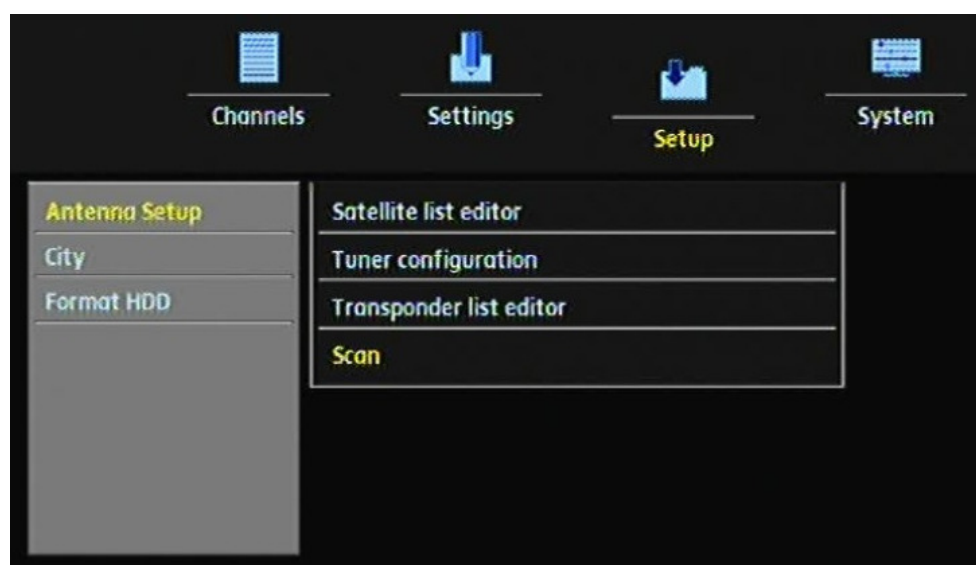 Channels
Settings
Setup
System
Antenna Setup
City
Format HDD
Satellite list editor
Tuner configuration
Transponder list editor
Scan